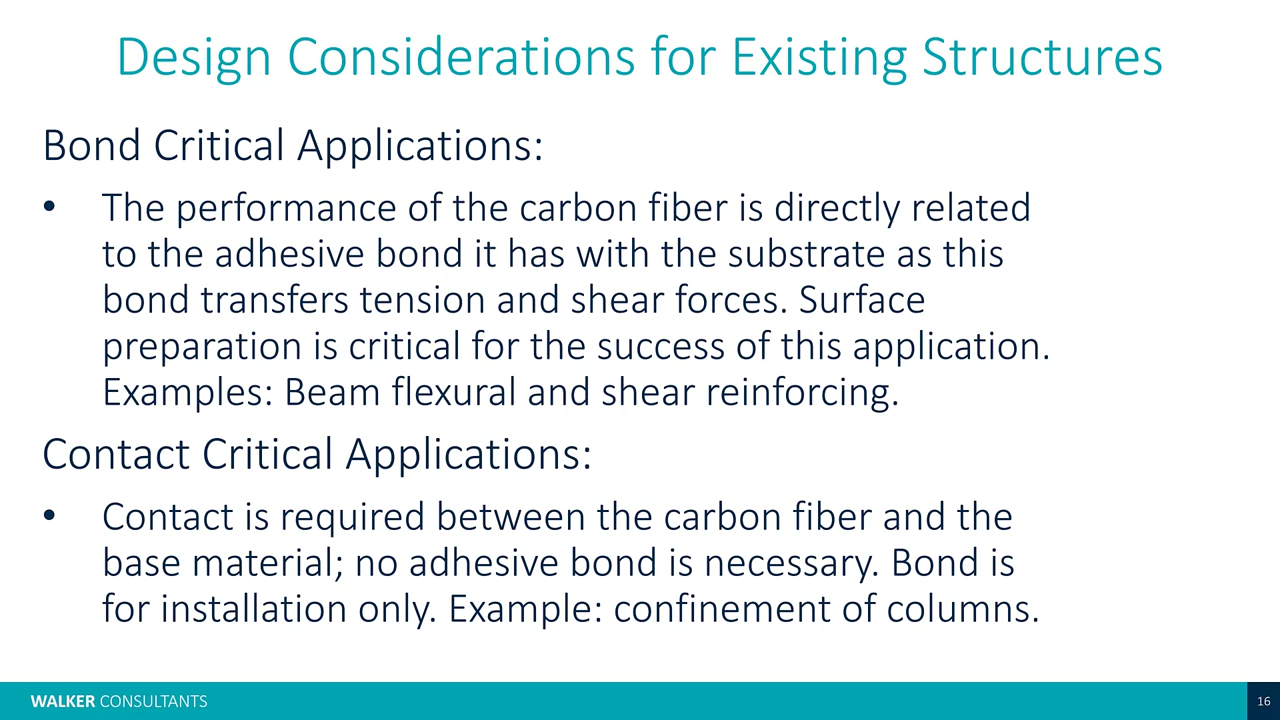 Design Considerations for Existing Structures
Bond Critical Applications:
• The performance of the carbon fiber is directly related
to the adhesive bond it has with the substrate as this
bond transfers tension and shear forces. Surface
preparation is critical for the success of this application.
Examples: Beam flexural and shear reinforcing.
Contact Critical Applications:
• Contact is required between the carbon fiber and the
base material; no adhesive bond is necessary. Bond is
for installation only. Example: confinement of columns.
WALKER CONSULTANTS
16